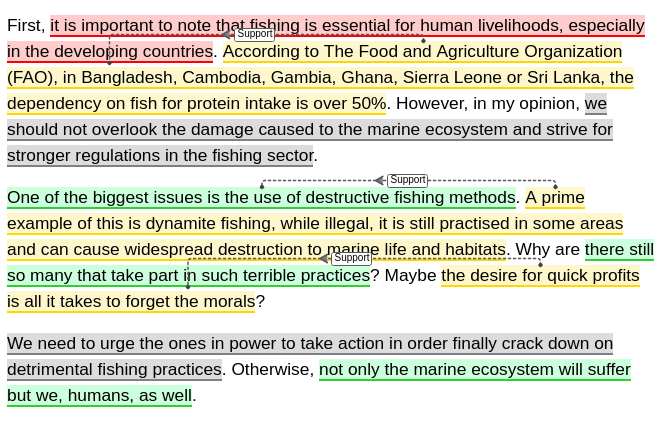 First, it is important to note that fishing is essential for human livelihoods, especially
Support
in the developing countries. According to The Food and Agriculture Organization
(FAO), in Bangladesh, Cambodia, Gambia, Ghana, Sierra Leone or Sri Lanka, the
dependency on fish for protein intake is over 50%. However, in my opinion, we
should not overlook the damage caused to the marine ecosystem and strive for
stronger regulations in the fishing sector.
Support
One of the biggest issues is the use of destructive fishing methods. A prime
example of this is dynamite fishing, while illegal, it is still practised in some areas
and can cause widespread destruction to marine life and habitats. Why are there still
Support
so many that take part in such terrible practices? Maybe the desire for quick profits
is all it takes to forget the morals?
We need to urge the ones in power to take action in order finally crack down on
detrimental fishing practices. Otherwise, not only the marine ecosystem will suffer
but we, humans, as well.